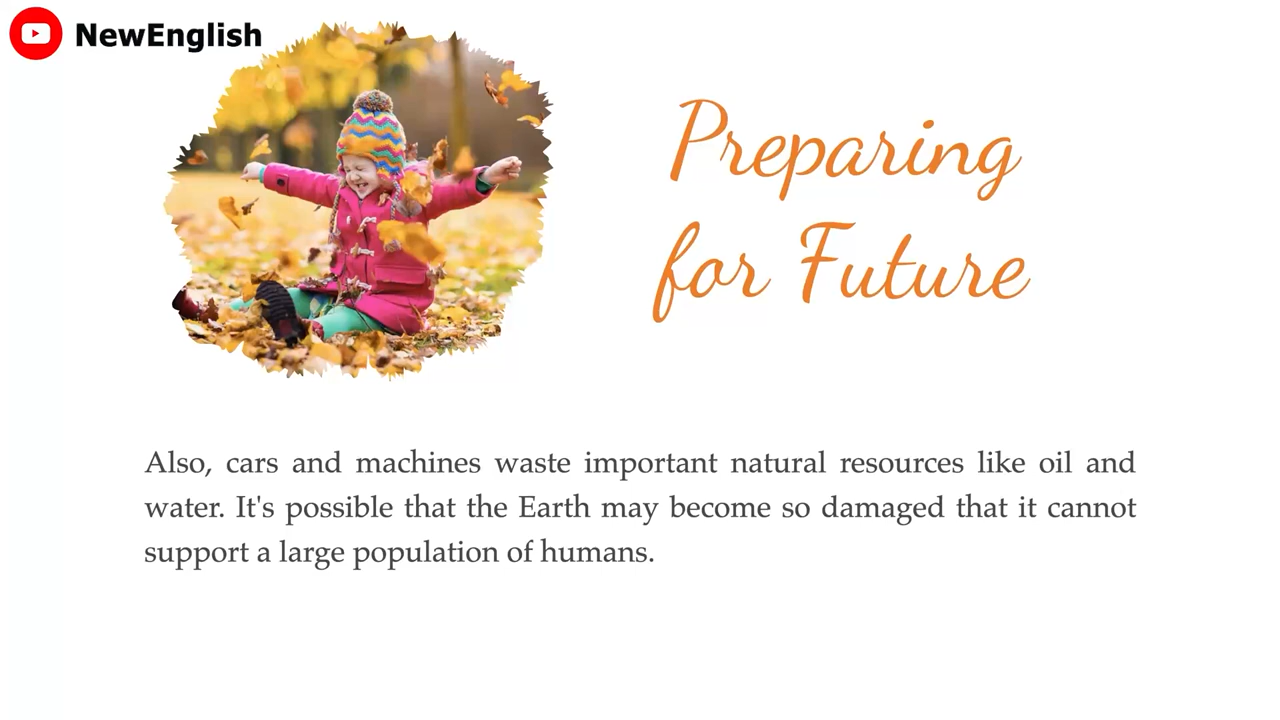 NewEnglish
Preparing
for Future
Also, cars and machines waste important natural resources like oil and
water. It's possible that the Earth may become so damaged that it cannot
support a large population of humans.